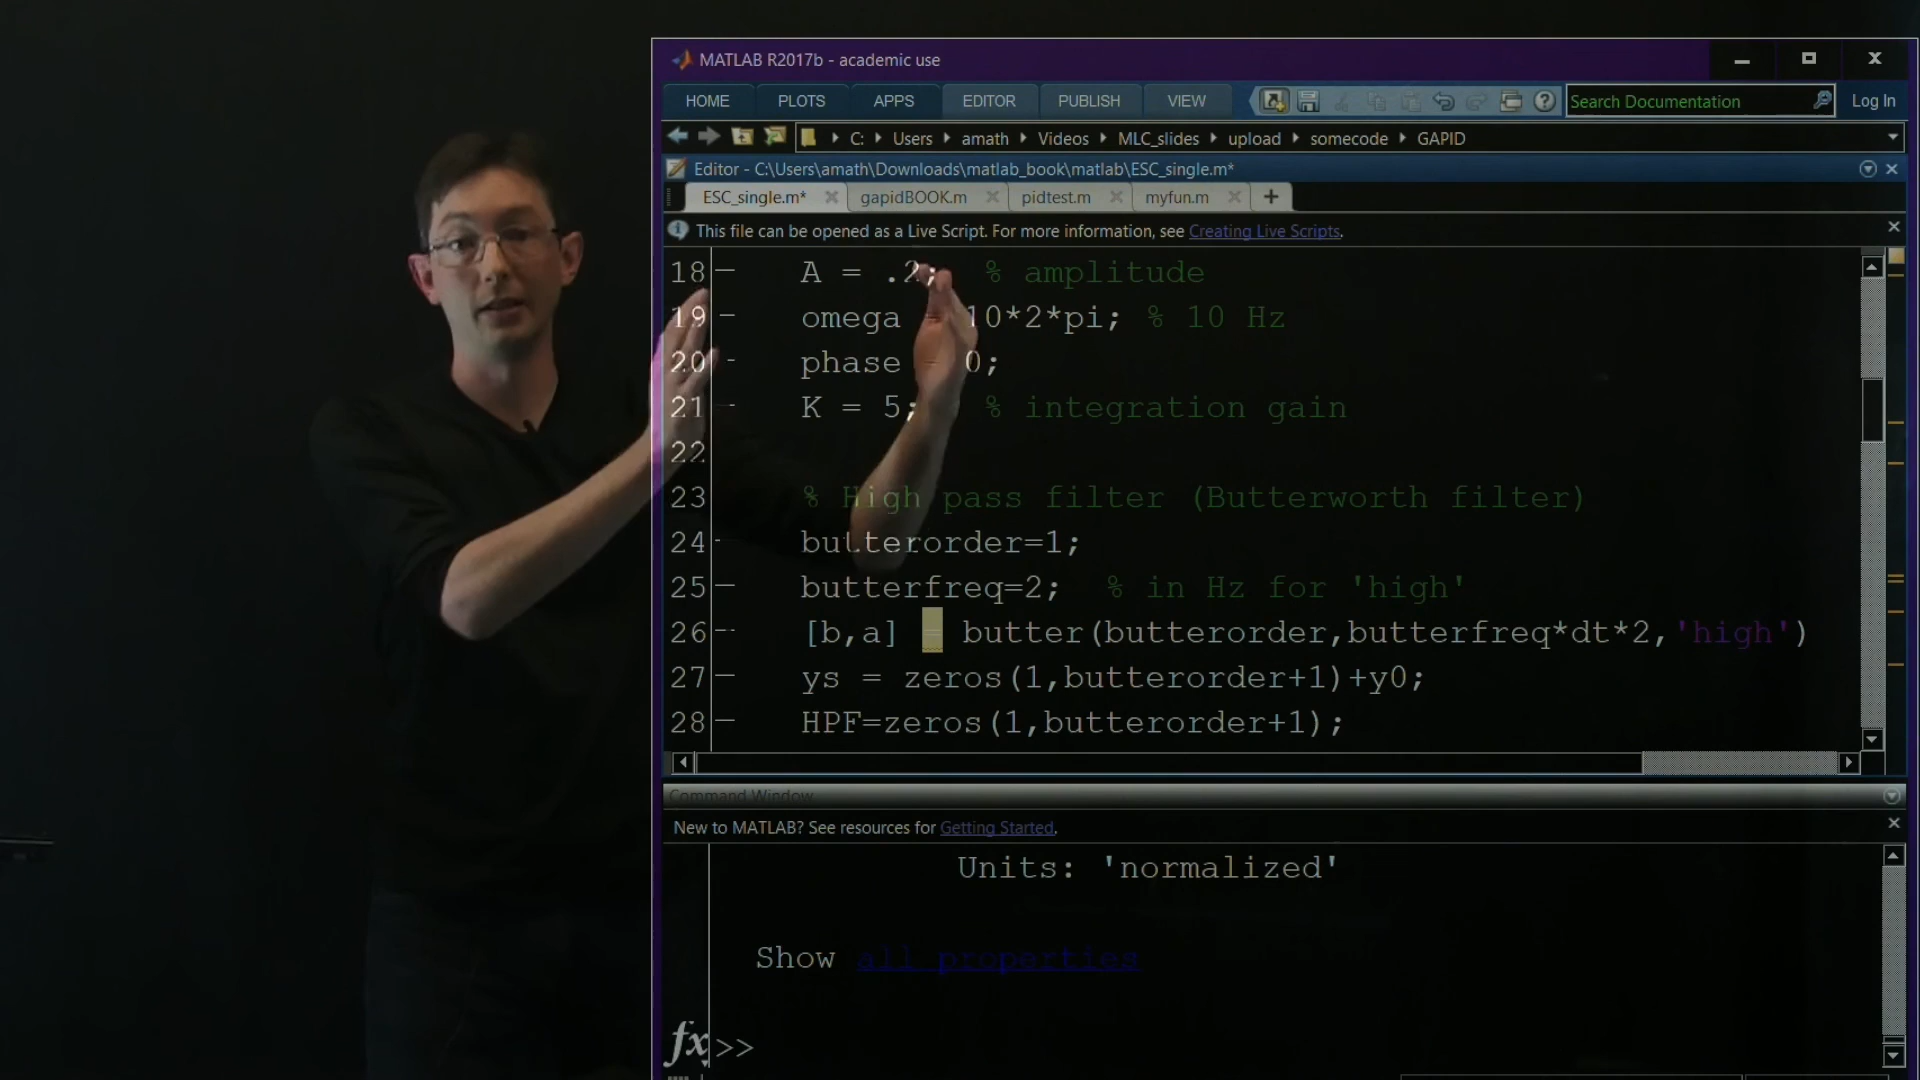 MATLAB R2017b - academic use
HOME PLOTS APPS EDITOR PUBLISH VIEW Search Documentation Log In
C: Users amath Videos MLC_slides upload somecode GAPID
Editor - C:\Users\amath\Downloads\matlab_book\matlab\ESC_single.m*
ESC_single.m* gapidBOOK.m pidtest.m myfun.m +
This file can be opened as a Live Script. For more information, see Creating Live Scripts.
18 — A = .2; % amplitude
19 — omega = 10*2*pi; % 10 Hz
20 - phase = 0;
21 - K = 5; % integration gain
22
23 % High pass filter (Butterworth filter)
24 - butterorder=1;
25 — butterfreq=2; % in Hz for 'high'
26 -- [b,a] = butter(butterorder,butterfreq*dt*2,'high')
27 — ys = zeros(1,butterorder+1)+y0;
28 — HPF=zeros(1,butterorder+1);
Command Window
New to MATLAB? See resources for Getting Started.
Units: 'normalized'
Show all properties
fx >>